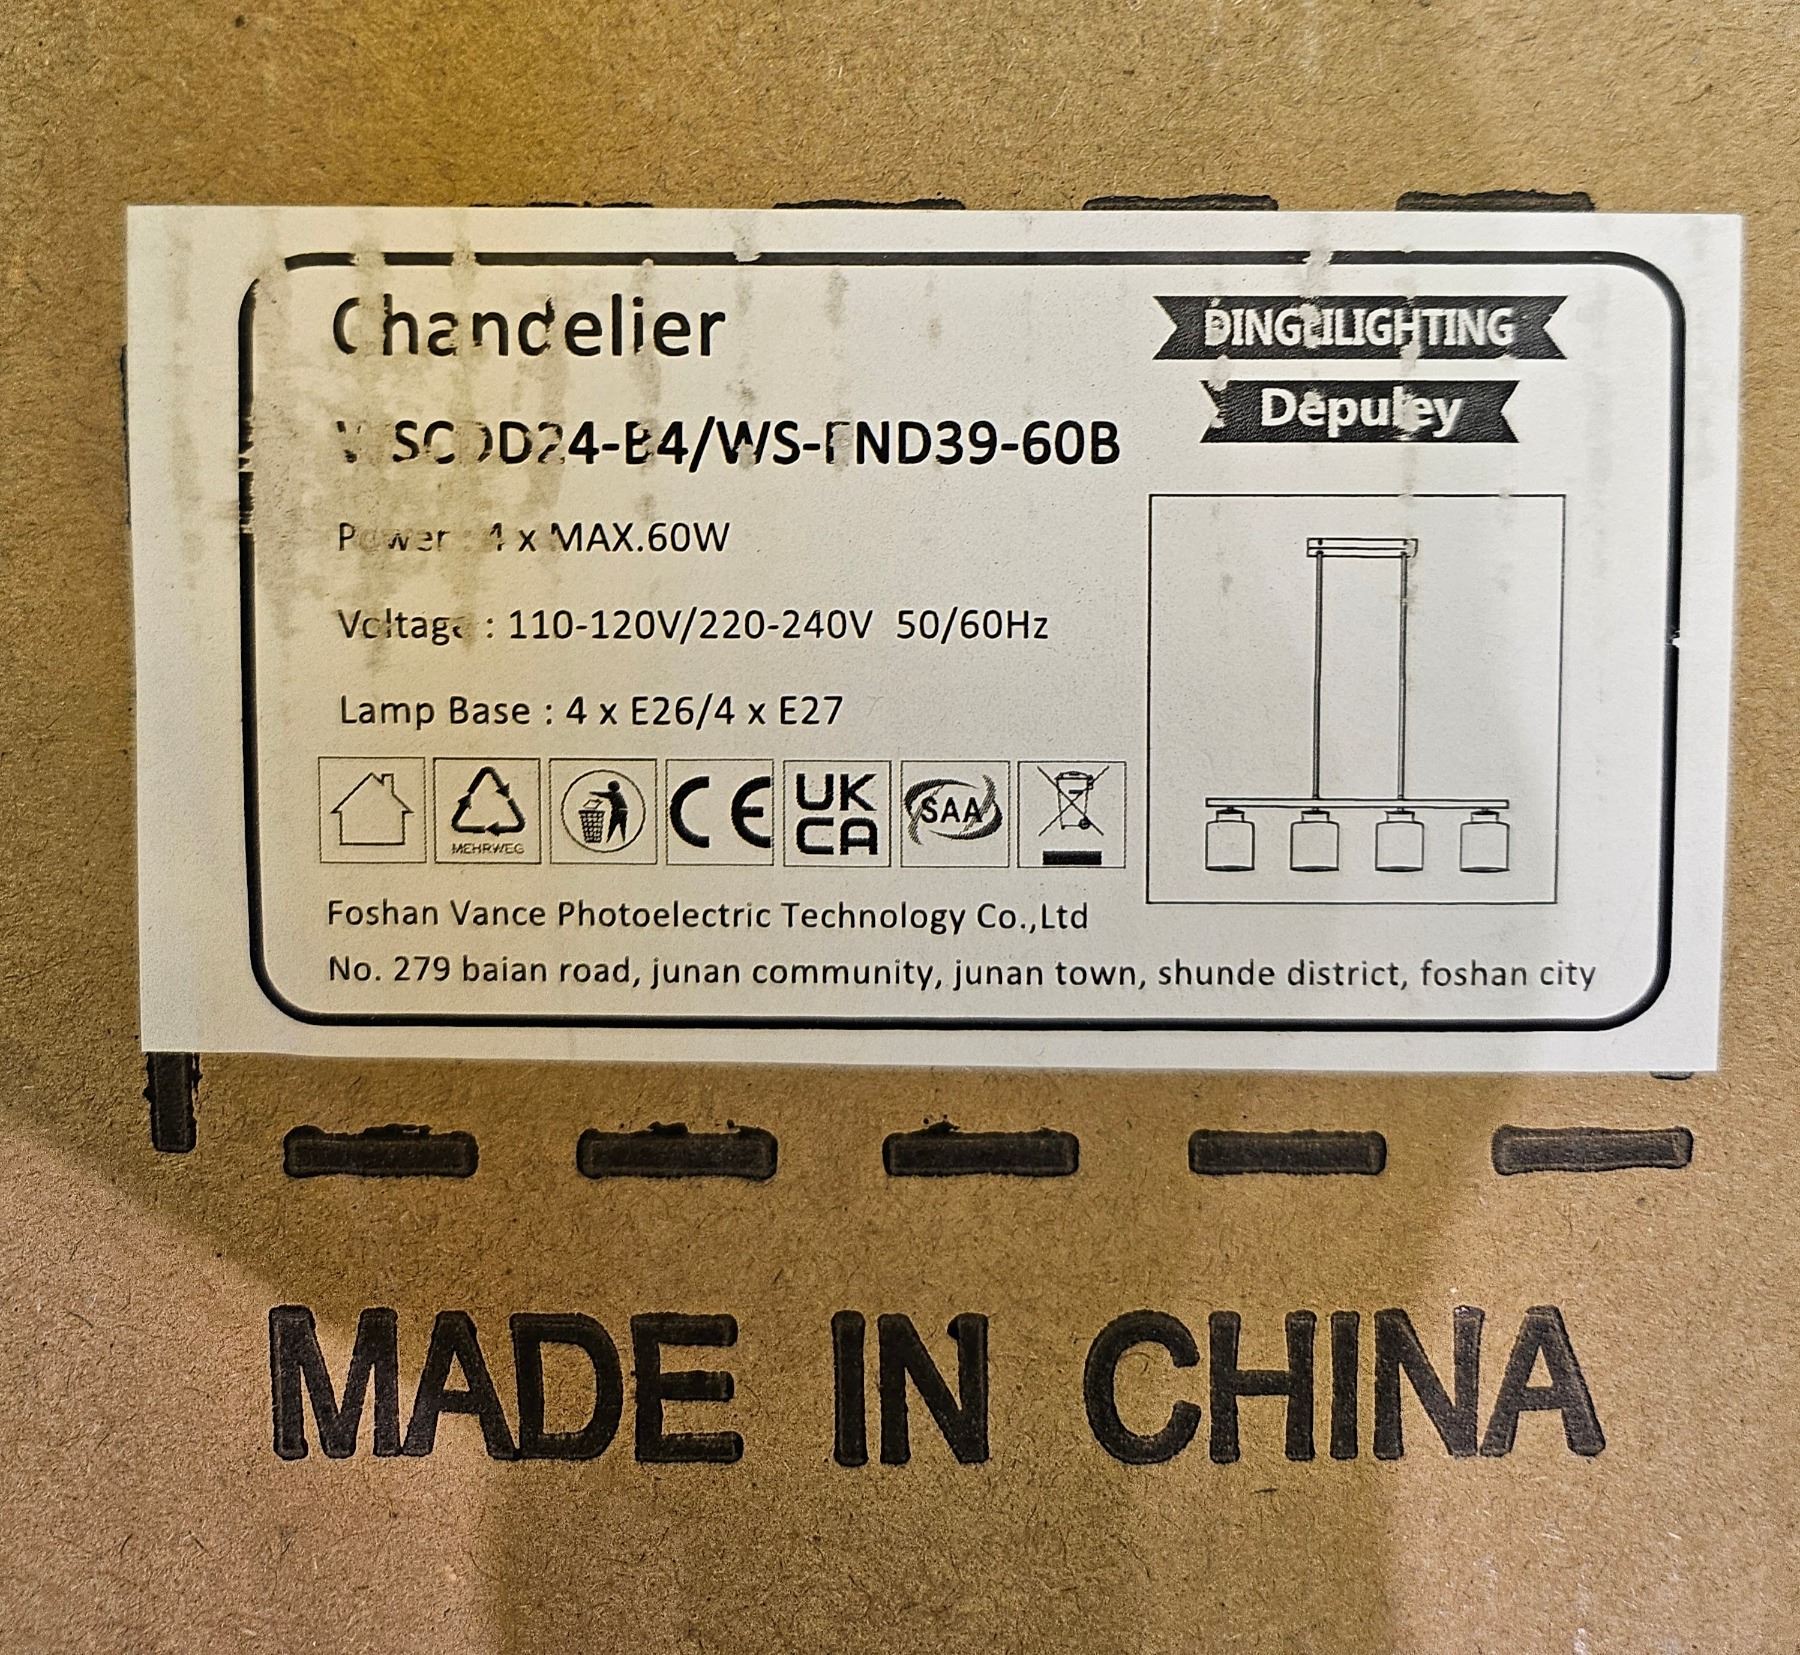 Chandelier
DINGLILIGHTING
Depuley
Power : 4 x MAX.60W
Voltage : 110-120V/220-240V 50/60Hz
Lamp Base : 4 x E26/4 x E27
MEHRWEG
CE
UK
CA
SAA
Foshan Vance Photoelectric Technology Co.,Ltd
No. 279 baian road, junan community, junan town, shunde district, foshan city
MADE IN CHINA